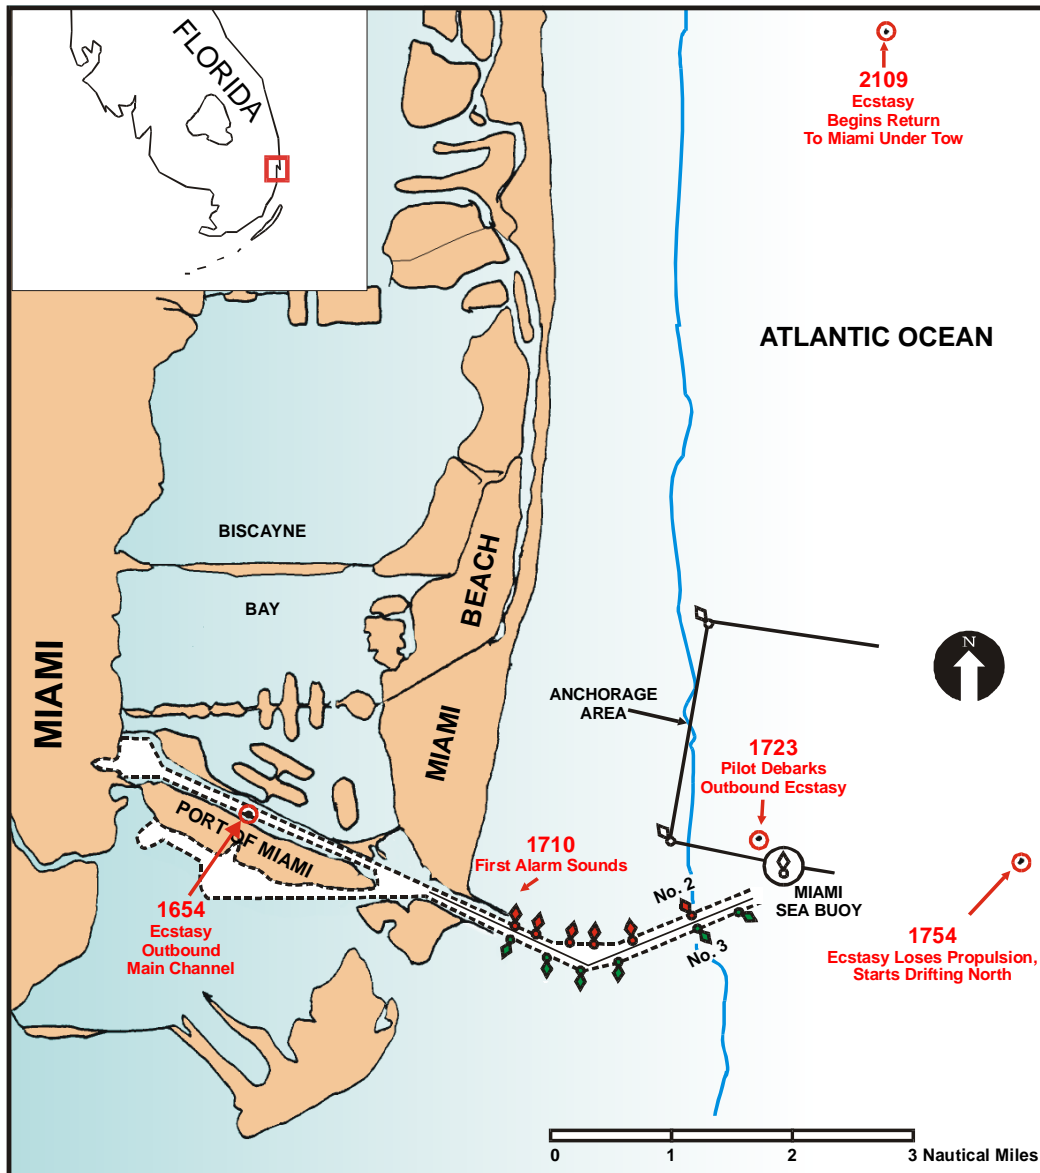 FLORIDA
2109
Ecstasy
Begins Return
To Miami Under Tow
ATLANTIC OCEAN
BISCAYNE
BAY
BEACH
MIAMI
MIAMI
N
ANCHORAGE
AREA
1723
Pilot Debarks
Outbound Ecstasy
PORT OF MIAMI
1710
First Alarm Sounds
No. 2
No. 3
MIAMI
SEA BUOY
1654
Ecstasy
Outbound
Main Channel
1754
Ecstasy Loses Propulsion,
Starts Drifting North
0 1 2 3 Nautical Miles